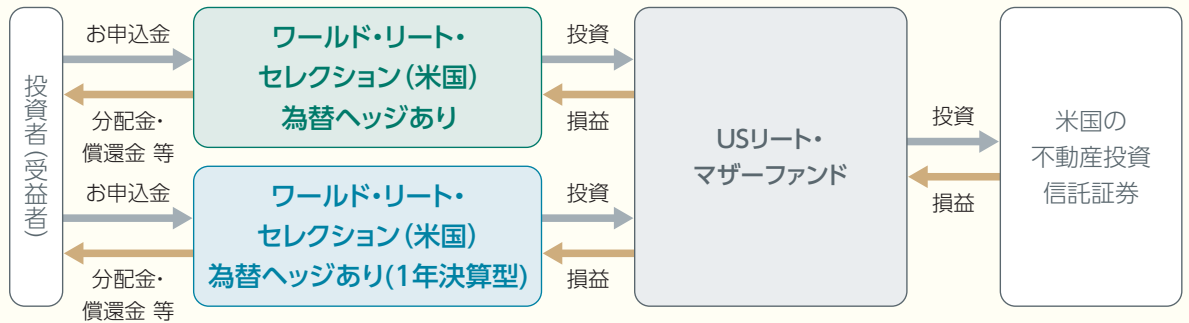 投資者(受益者)
お申込金
分配金・
償還金 等
ワールド・リート・
セレクション(米国)
為替ヘッジあり
投資
損益
お申込金
分配金・
償還金 等
ワールド・リート・
セレクション(米国)
為替ヘッジあり(1年決算型)
投資
損益
USリート・
マザーファンド
投資
損益
米国の
不動産投資
信託証券